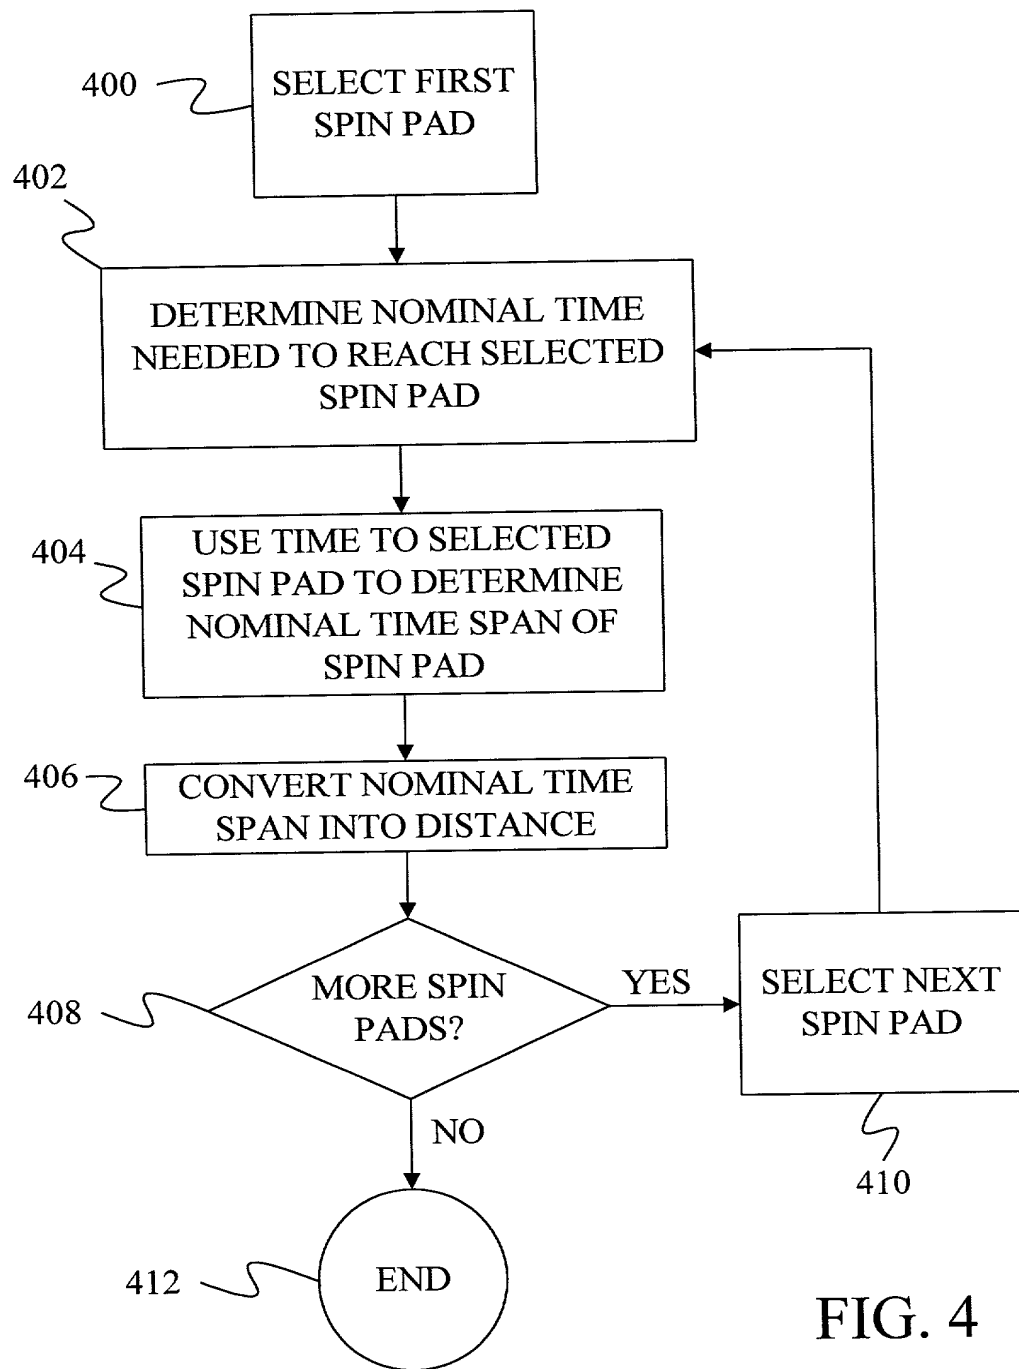 400
SELECT FIRST
SPIN PAD
402
DETERMINE NOMINAL TIME
NEEDED TO REACH SELECTED
SPIN PAD
404
USE TIME TO SELECTED
SPIN PAD TO DETERMINE
NOMINAL TIME SPAN OF
SPIN PAD
406
CONVERT NOMINAL TIME
SPAN INTO DISTANCE
408
MORE SPIN
PADS?
YES
SELECT NEXT
SPIN PAD
410
NO
412
END
FIG. 4